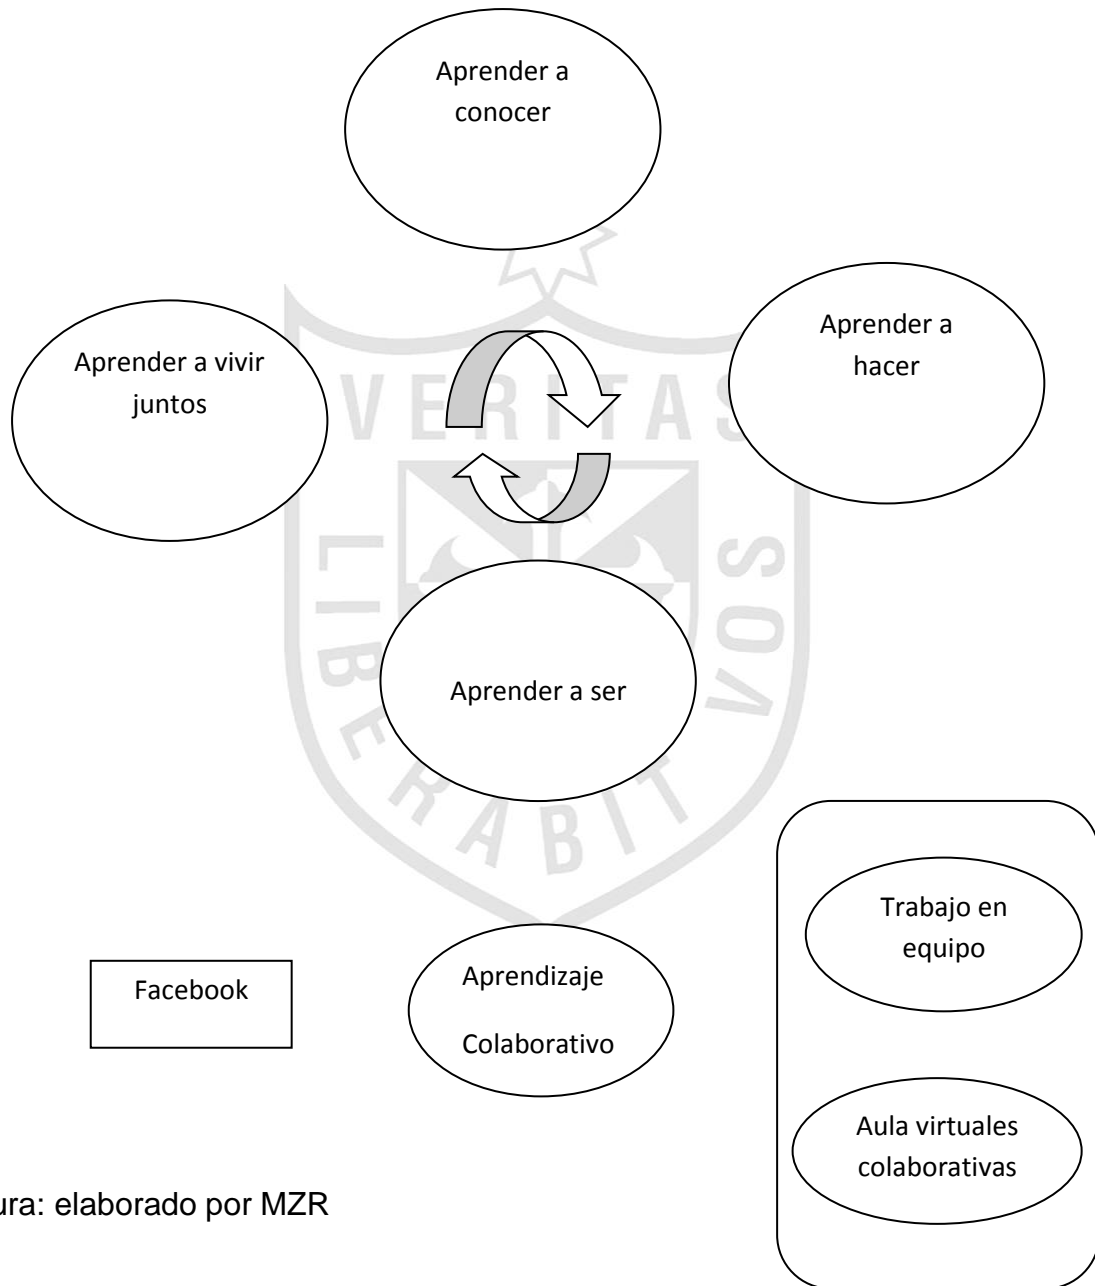 Aprender a
conocer
Aprender a
hacer
Aprender a vivir
juntos
VERITAS
LIBERABIT
VOS
Aprender a ser
Trabajo en
equipo
Facebook
Aprendizaje
Colaborativo
Aula virtuales
colaborativas
ura: elaborado por MZR